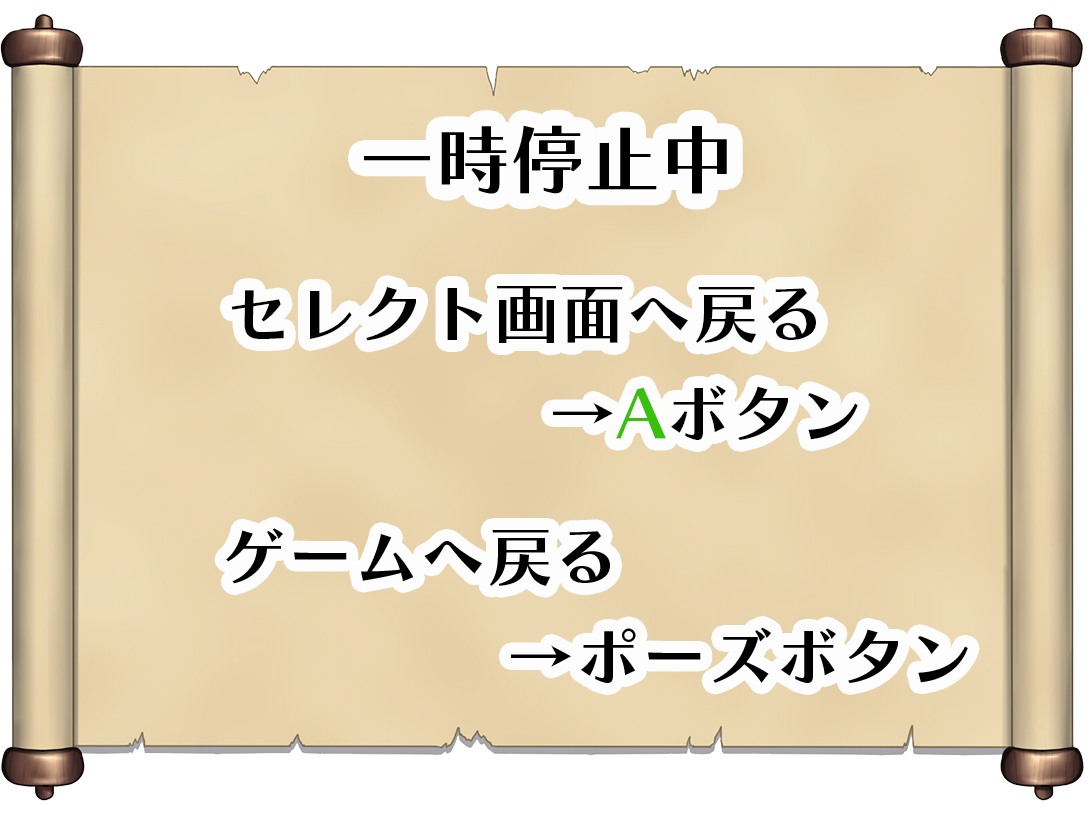 一時停止中
セレクト画面へ戻る
→Aボタン
ゲームへ戻る
→ポーズボタン